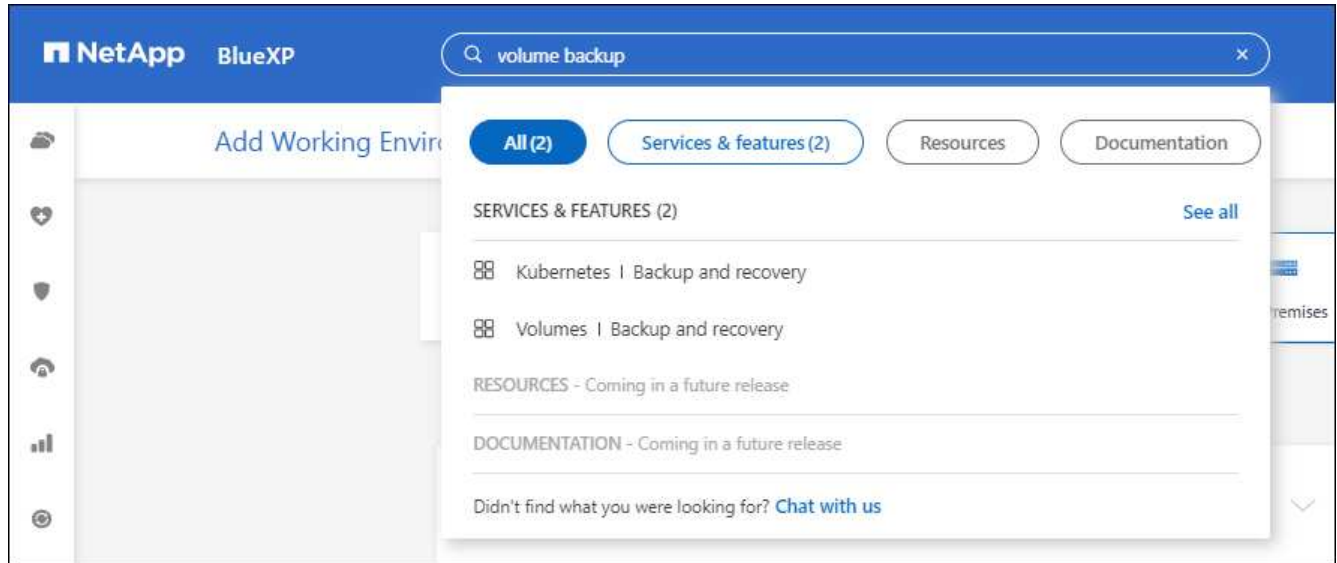 NetApp BlueXP
volume backup
Add Working Enviro
All (2) Services & features (2) Resources Documentation
SERVICES & FEATURES (2) See all
Kubernetes | Backup and recovery
Volumes | Backup and recovery
remises
RESOURCES - Coming in a future release
DOCUMENTATION - Coming in a future release
Didn't find what you were looking for? Chat with us